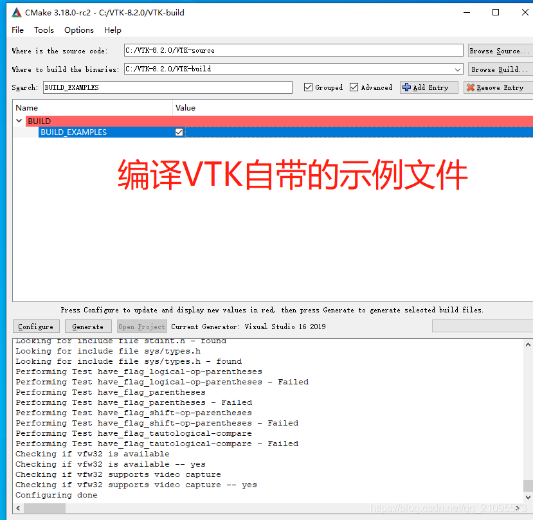 CMake 3.18.0-rc2 - C:/VTK-8.2.0/VTK-build
File Tools Options Help
Where is the source code: C:/VTK-8.2.0/VTK-source Browse Source...
Where to build the binaries: C:/VTK-8.2.0/VTK-build Browse Build...
Search: BUILD_EXAMPLES Grouped Advanced Add Entry Remove Entry
Name Value
BUILD
BUILD_EXAMPLES
编译VTK自带的示例文件
Press Configure to update and display new values in red, then press Generate to generate selected build files.
Configure Generate Open Project Current Generator: Visual Studio 16 2019
Looking for include file stdint.h - found
Looking for include file sys/types.h
Looking for include file sys/types.h - found
Performing Test have_flag_logical-op-parentheses
Performing Test have_flag_logical-op-parentheses - Failed
Performing Test have_flag_parentheses
Performing Test have_flag_parentheses - Failed
Performing Test have_flag_shift-op-parentheses
Performing Test have_flag_shift-op-parentheses - Failed
Performing Test have_flag_tautological-compare
Performing Test have_flag_tautological-compare - Failed
Checking if vfw32 is available
Checking if vfw32 is available -- yes
Checking if vfw32 supports video capture
Checking if vfw32 supports video capture -- yes
Configuring done